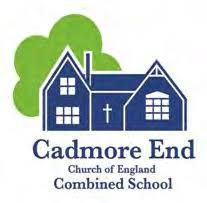 Cadmore End
Church of England
Combined School